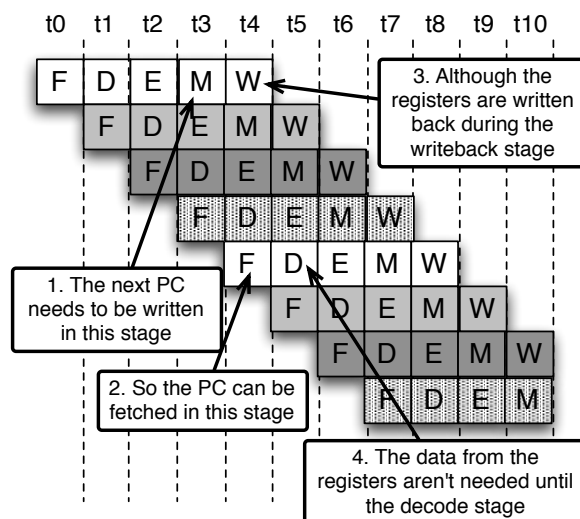 t0 t1 t2 t3 t4 t5 t6 t7 t8 t9 t10
F D E M W
F D E M W
F D E M W
F D E M W
F D E M W
F D E M W
F D E M W
F D E M
3. Although the
registers are written
back during the
writeback stage
1. The next PC
needs to be written
in this stage
2. So the PC can be
fetched in this stage
4. The data from the
registers aren't needed until
the decode stage